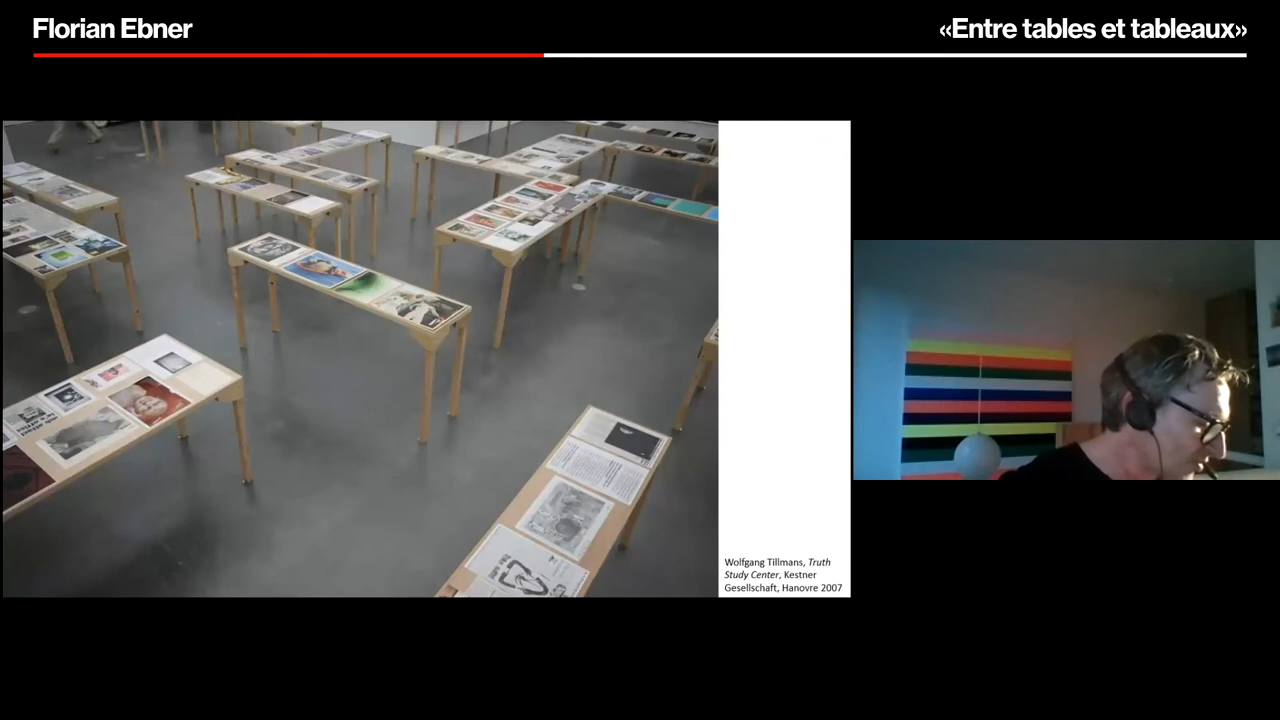 Florian Ebner
«Entre tables et tableaux»
Wolfgang Tillmans, Truth
Study Center, Kestner
Gesellschaft, Hanovre 2007